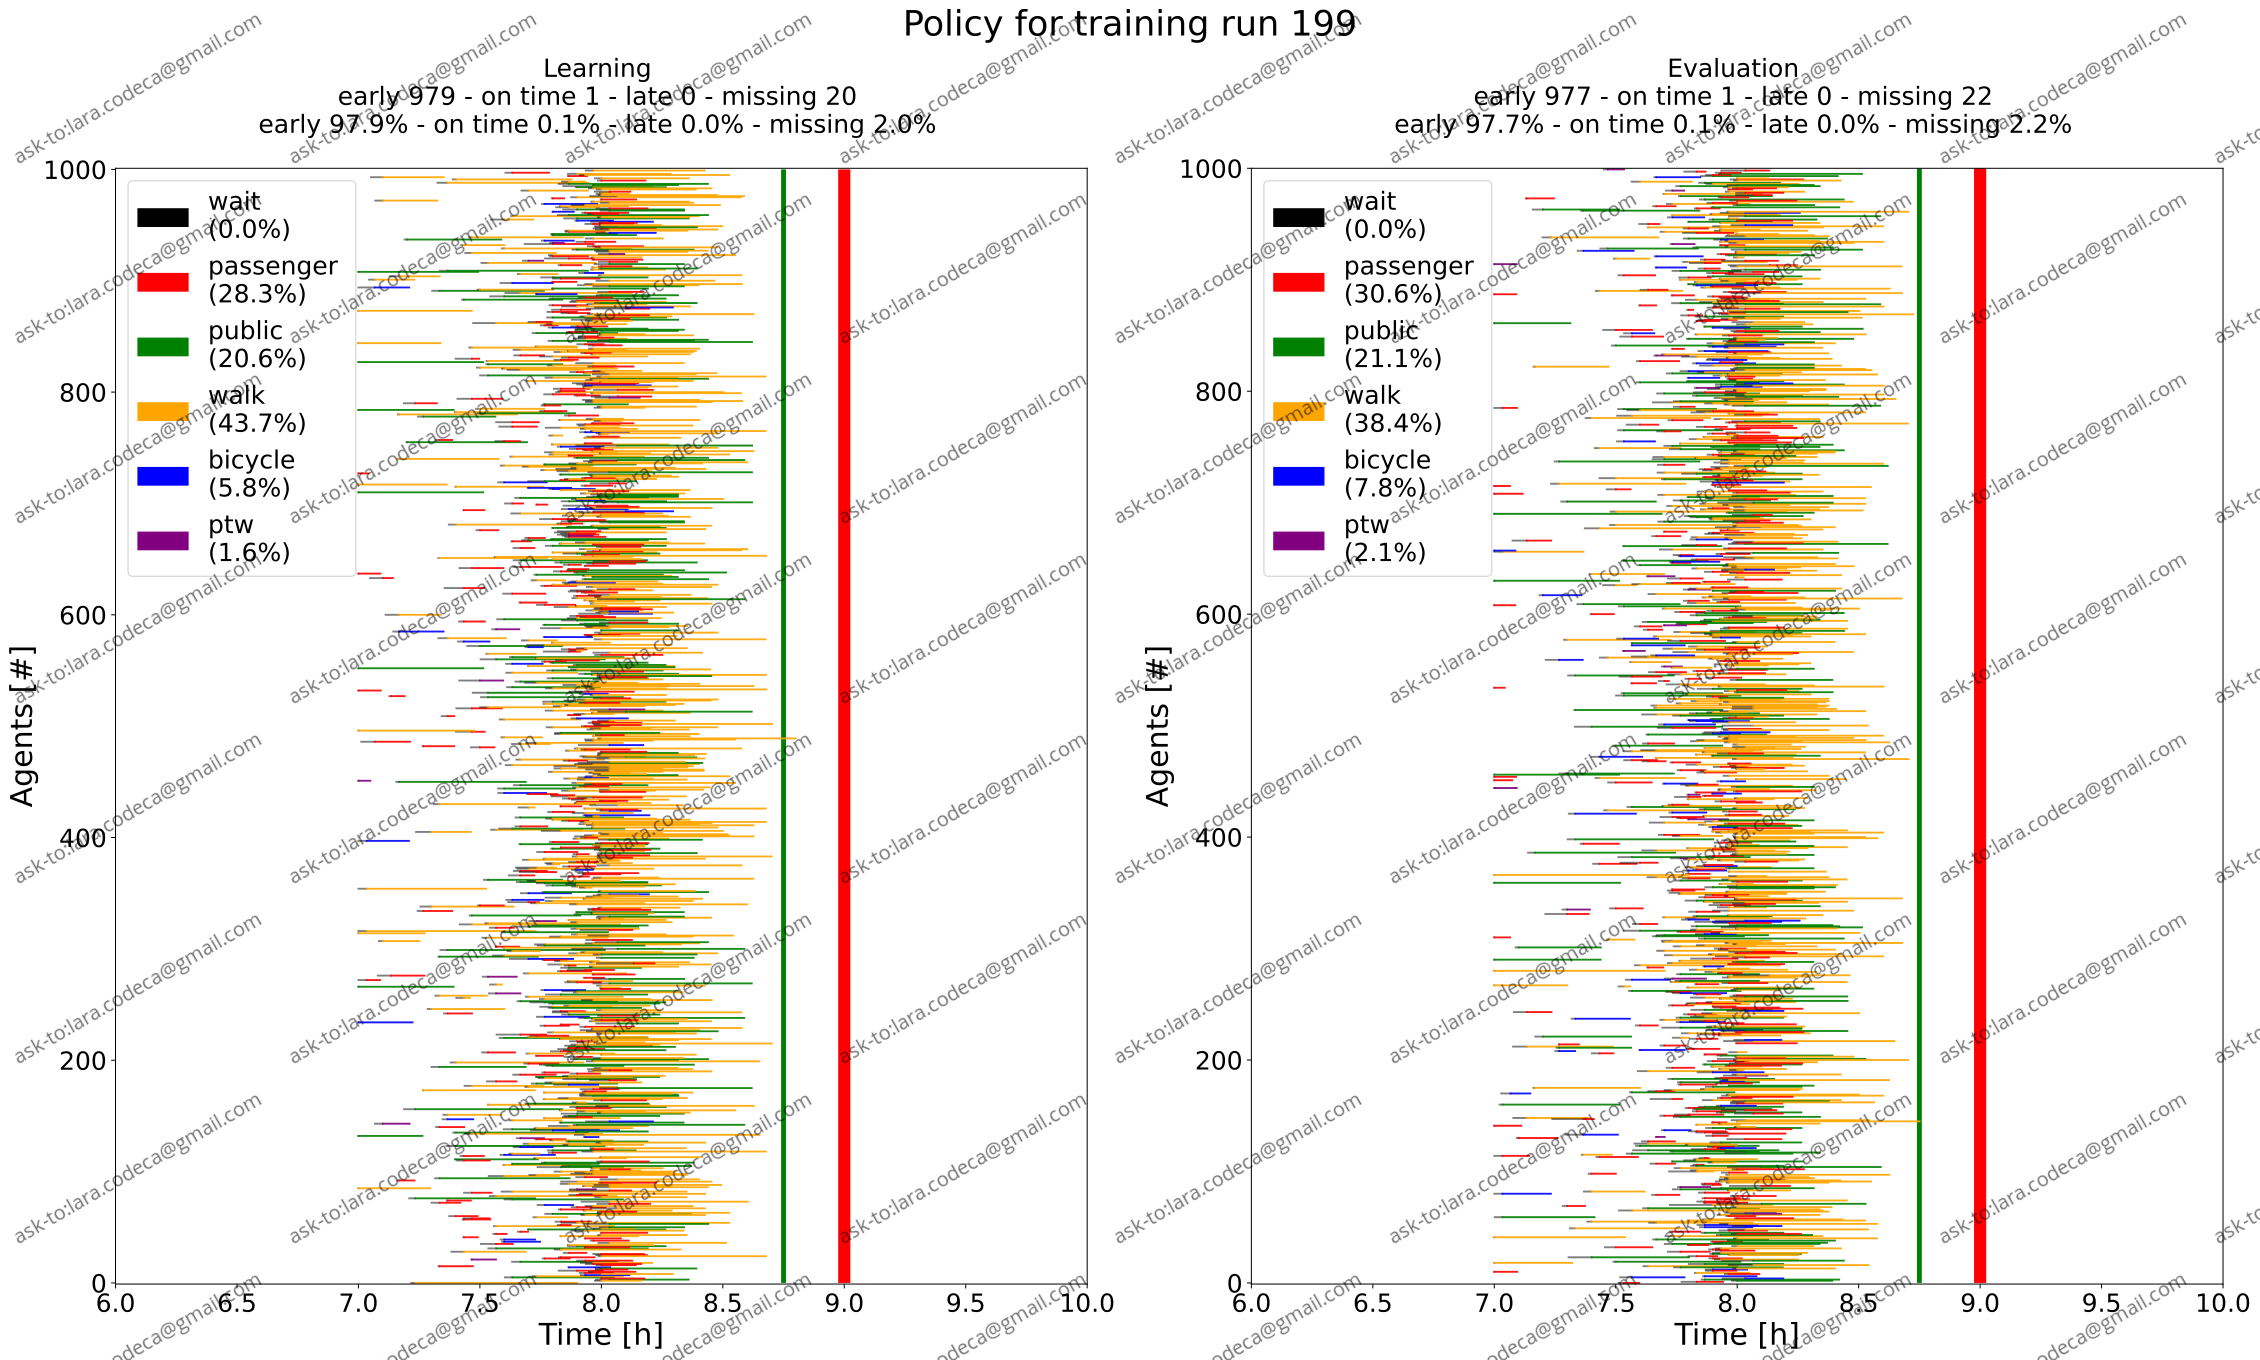 Policy for training run 199
Learning
early 979 - on time 1 - late 0 - missing 20
early 97.9% - on time 0.1% - late 0.0% - missing 2.0%
Agents [#]
1000
800
600
400
200
0
wait
(0.0%)
passenger
(28.3%)
public
(20.6%)
walk
(43.7%)
bicycle
(5.8%)
ptw
(1.6%)
6.0 6.5 7.0 7.5 8.0 8.5 9.0 9.5 10.0
Time [h]
Evaluation
early 977 - on time 1 - late 0 - missing 22
early 97.7% - on time 0.1% - late 0.0% - missing 2.2%
Agents [#]
1000
800
600
400
200
0
wait
(0.0%)
passenger
(30.6%)
public
(21.1%)
walk
(38.4%)
bicycle
(7.8%)
ptw
(2.1%)
6.0 6.5 7.0 7.5 8.0 8.5 9.0 9.5 10.0
Time [h]
ask-to:lara.codeca@gmail.com